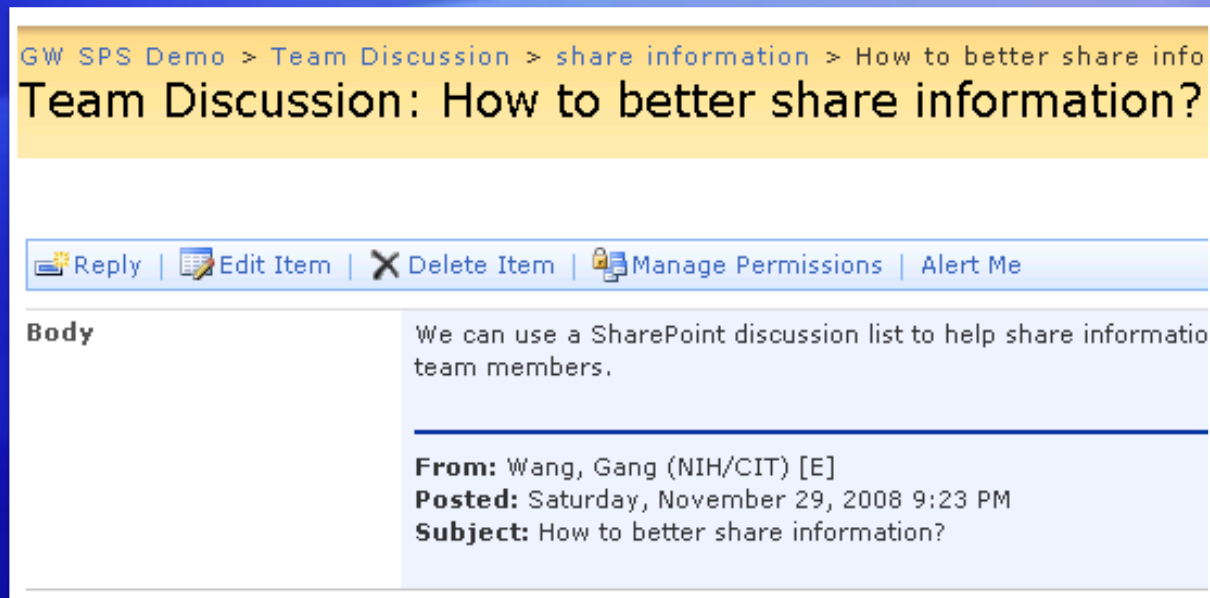 GW SPS Demo > Team Discussion > share information > How to better share info
Team Discussion: How to better share information?
Reply | Edit Item | Delete Item | Manage Permissions | Alert Me
Body
We can use a SharePoint discussion list to help share informatio
team members.
From: Wang, Gang (NIH/CIT) [E]
Posted: Saturday, November 29, 2008 9:23 PM
Subject: How to better share information?